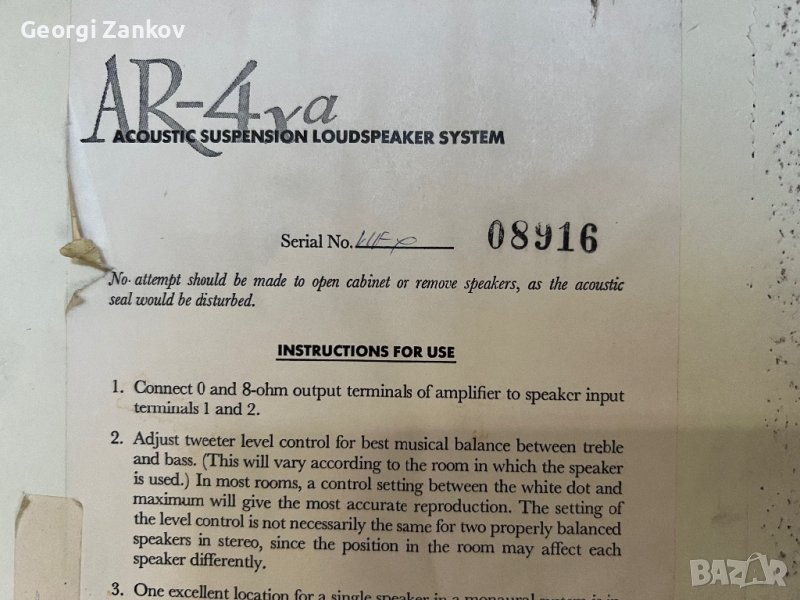 Georgi Zankov
AR-4xa
ACOUSTIC SUSPENSION LOUDSPEAKER SYSTEM
Serial No. 08916
No attempt should be made to open cabinet or remove speakers, as the acoustic
seal would be disturbed.
INSTRUCTIONS FOR USE
1. Connect 0 and 8-ohm output terminals of amplifier to speaker input
terminals 1 and 2.
2. Adjust tweeter level control for best musical balance between treble
and bass. (This will vary according to the room in which the speaker
is used.) In most rooms, a control setting between the white dot and
maximum will give the most accurate reproduction. The setting of
the level control is not necessarily the same for two properly balanced
speakers in stereo, since the position in the room may affect each
speaker differently.
3. One excellent location for a single speaker in a monaural system is in
BAZAR